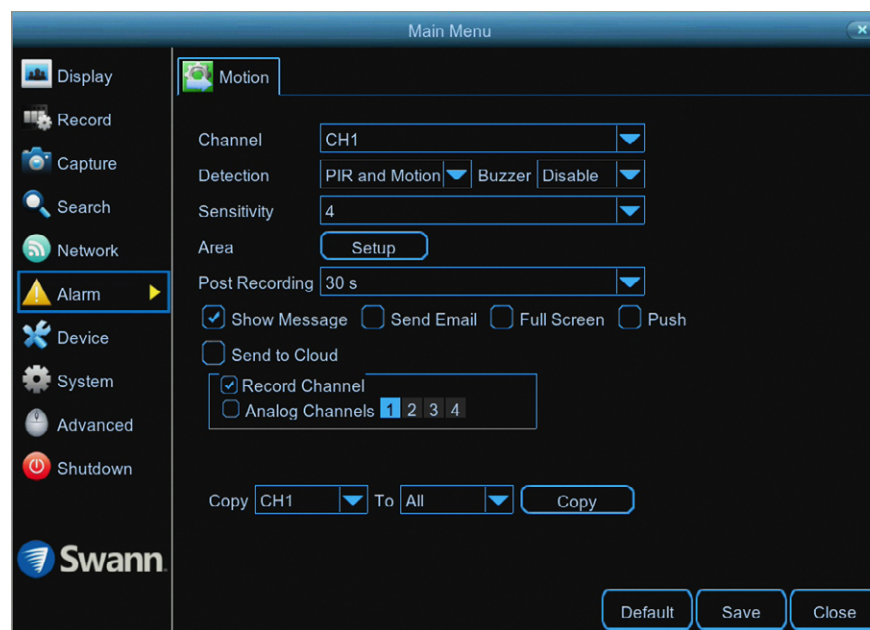 Main Menu
Display
Record
Capture
Search
Network
Alarm
Device
System
Advanced
Shutdown
Swann
Motion
Channel CH1
Detection PIR and Motion Buzzer Disable
Sensitivity 4
Area Setup
Post Recording 30 s
Show Message Send Email Full Screen Push
Send to Cloud
Record Channel
Analog Channels 1 2 3 4
Copy CH1 To All Copy
Default Save Close